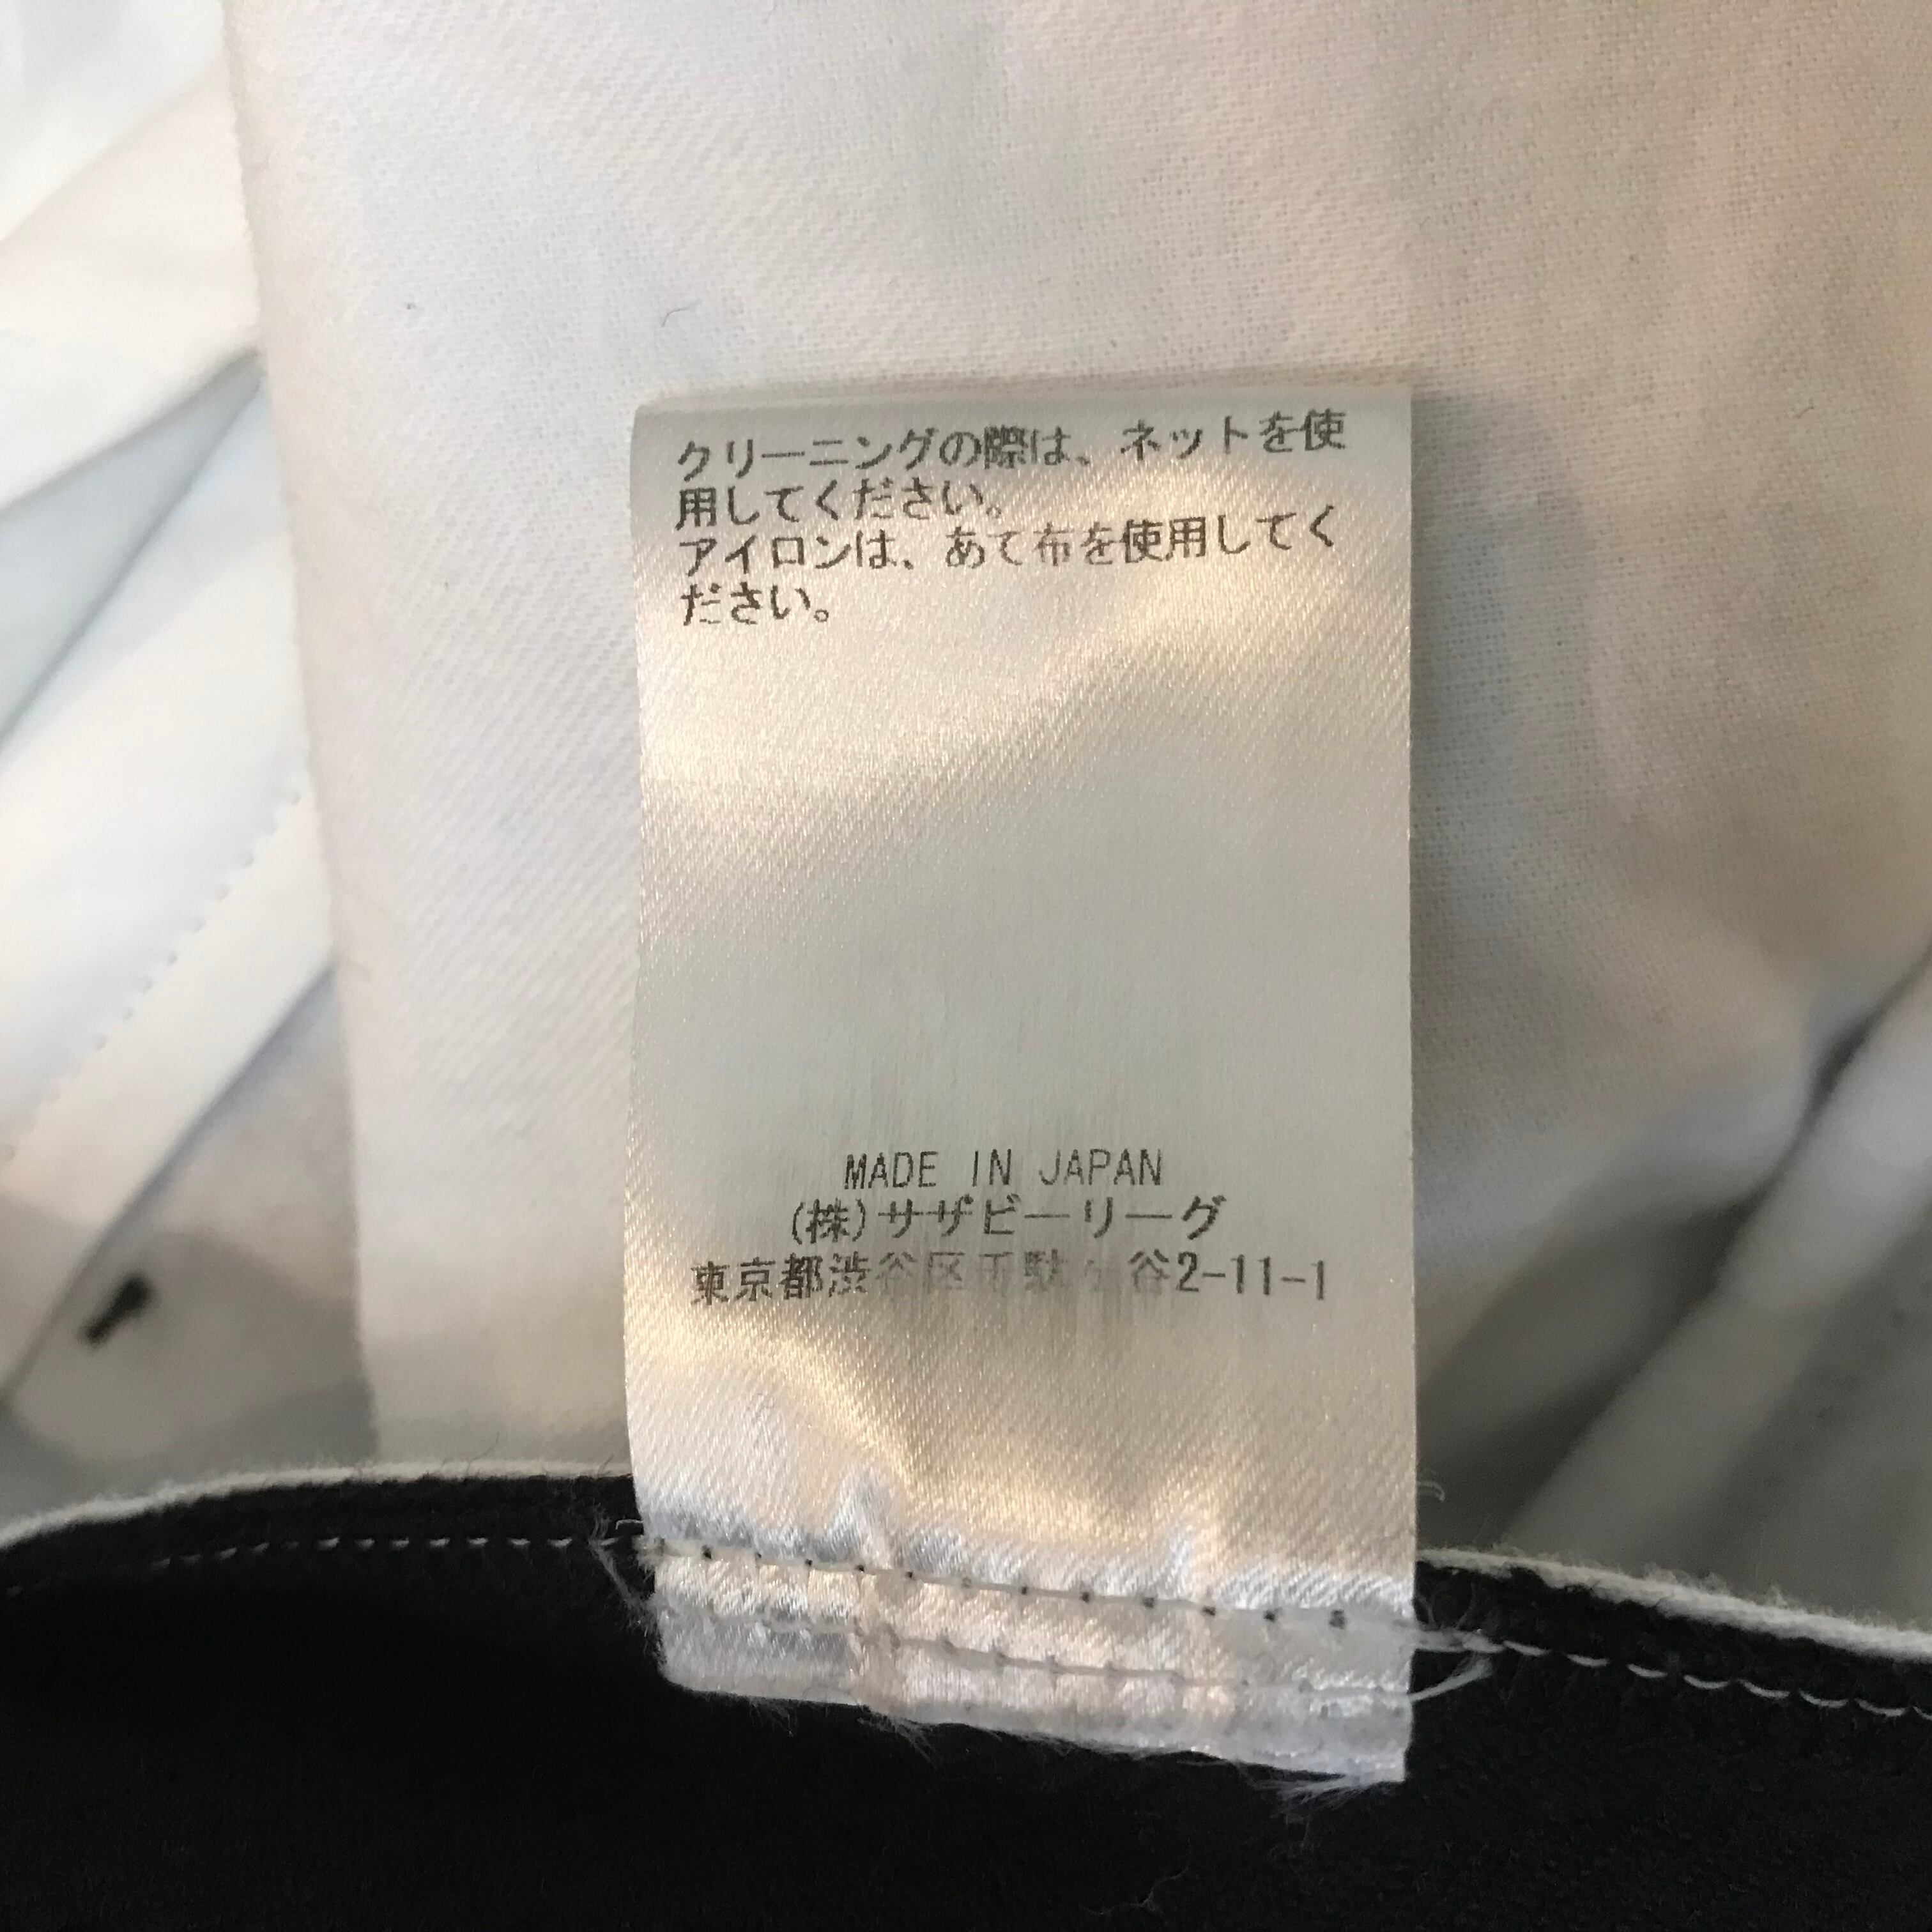 クリーニングの際は、ネットを使
用してください。
アイロンは、あて布を使用してく
ださい。
MADE IN JAPAN
(株)サザビーリーグ
東京都渋谷区千駄ヶ谷2-11-1